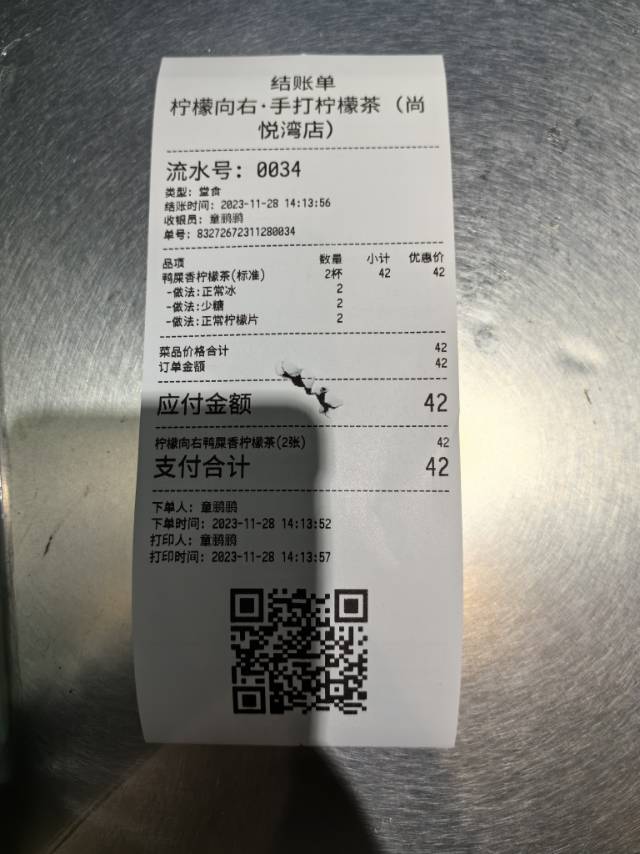 结账单
柠檬向右·手打柠檬茶（尚
悦湾店）
流水号: 0034
类型: 堂食
结账时间: 2023-11-28 14:13:56
收银员: 童鹂鹂
单号: 83272672311280034
品项 数量 小计 优惠价
鸭屎香柠檬茶(标准) 2杯 42 42
-做法:正常冰 2
-做法:少糖 2
-做法:正常柠檬片 2
菜品价格合计 42
订单金额 42
应付金额 42
柠檬向右鸭屎香柠檬茶(2张) 42
支付合计 42
下单人: 童鹂鹂
下单时间: 2023-11-28 14:13:52
打印人: 童鹂鹂
打印时间: 2023-11-28 14:13:57